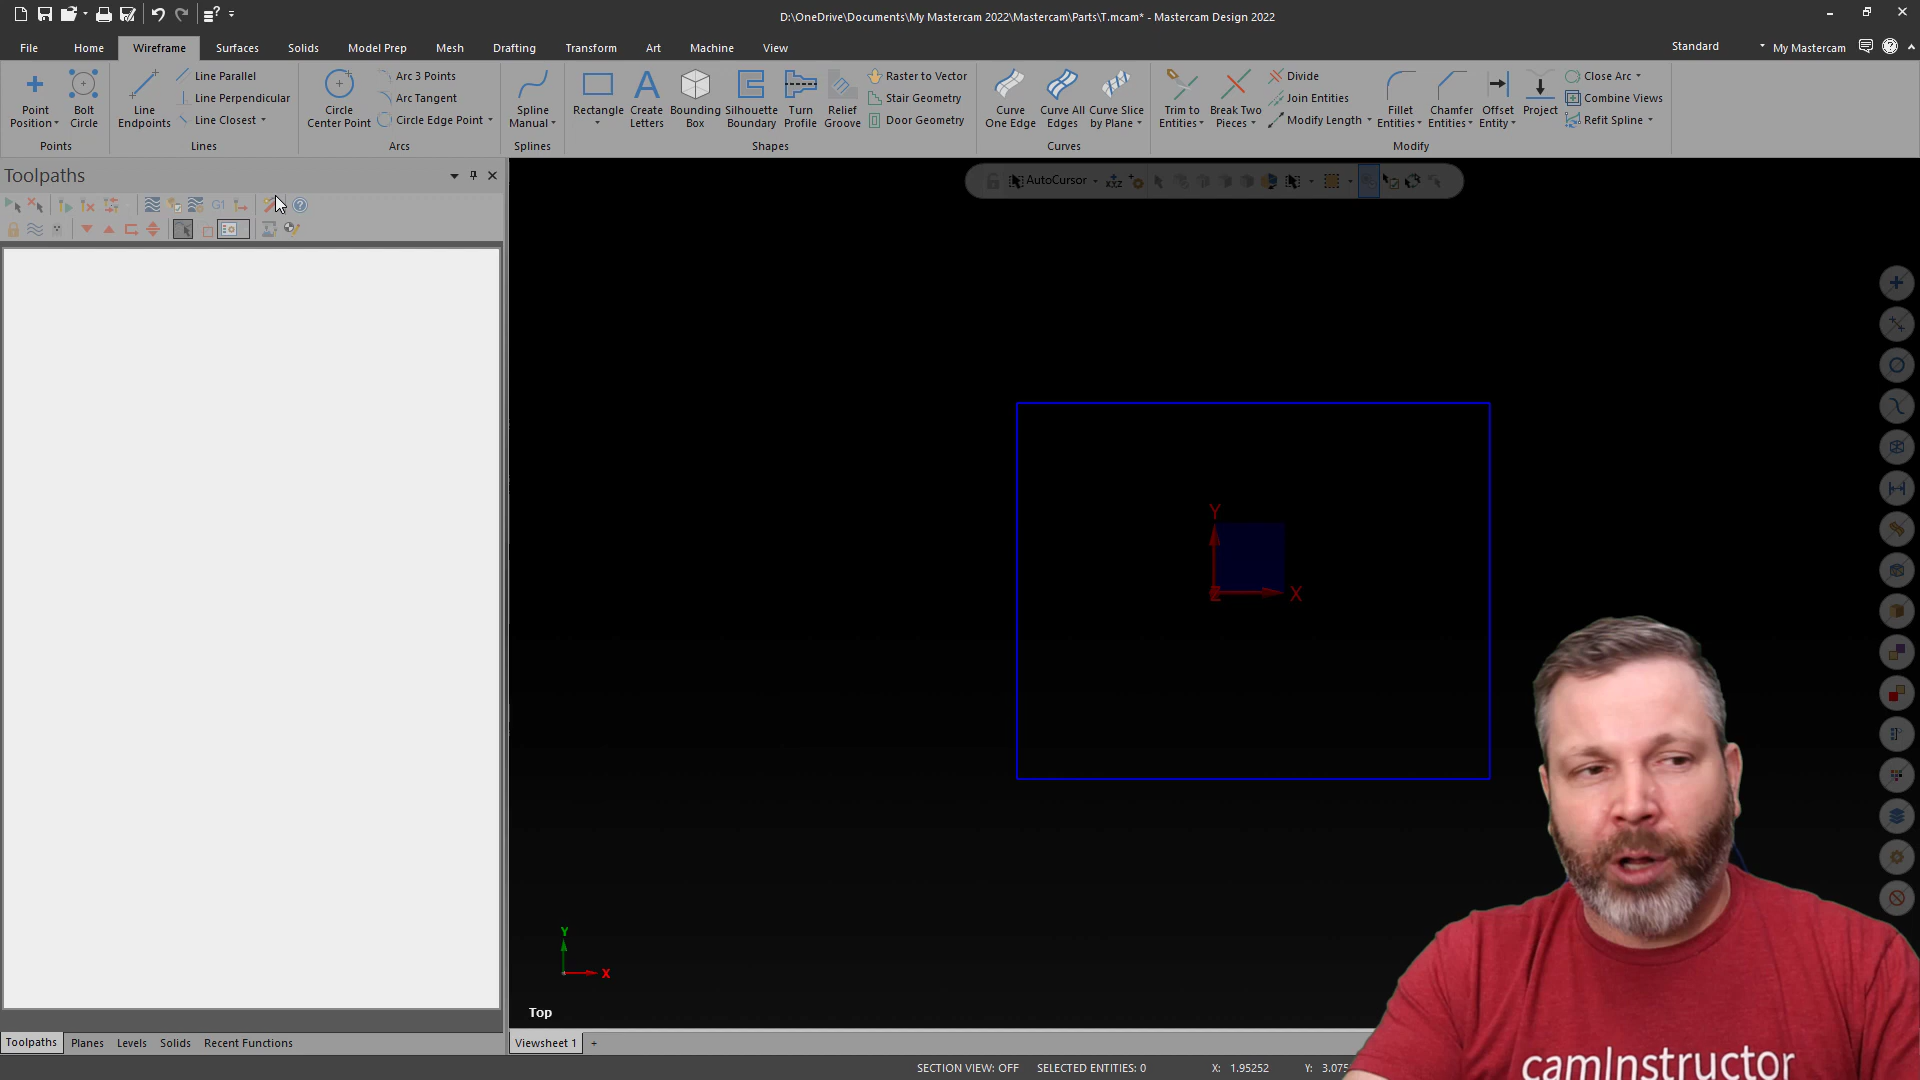 D:\OneDrive\Documents\My Mastercam 2022\Mastercam\Parts\T.mcam* - Mastercam Design 2022
File Home Wireframe Surfaces Solids Model Prep Mesh Drafting Transform Art Machine View
Standard My Mastercam
Point Position
Bolt Circle
Points
Line Endpoints
Line Parallel
Line Perpendicular
Line Closest
Lines
Circle Center Point
Arc 3 Points
Arc Tangent
Circle Edge Point
Arcs
Spline Manual
Splines
Rectangle
Create Letters
Bounding Box
Silhouette Boundary
Turn Profile
Relief Groove
Raster to Vector
Stair Geometry
Door Geometry
Shapes
Curve One Edge
Curve All Edges
Curve Slice by Plane
Curves
Trim to Entities
Break Two Pieces
Divide
Join Entities
Modify Length
Fillet Entities
Chamfer Entities
Offset Entity
Project
Close Arc
Combine Views
Refit Spline
Modify
Toolpaths
G1
AutoCursor
Y
Z X
Y
X
Top
Toolpaths Planes Levels Solids Recent Functions
Viewsheet 1 +
SECTION VIEW: OFF SELECTED ENTITIES: 0 X: 1.95252 Y: 3.075
camInstructor